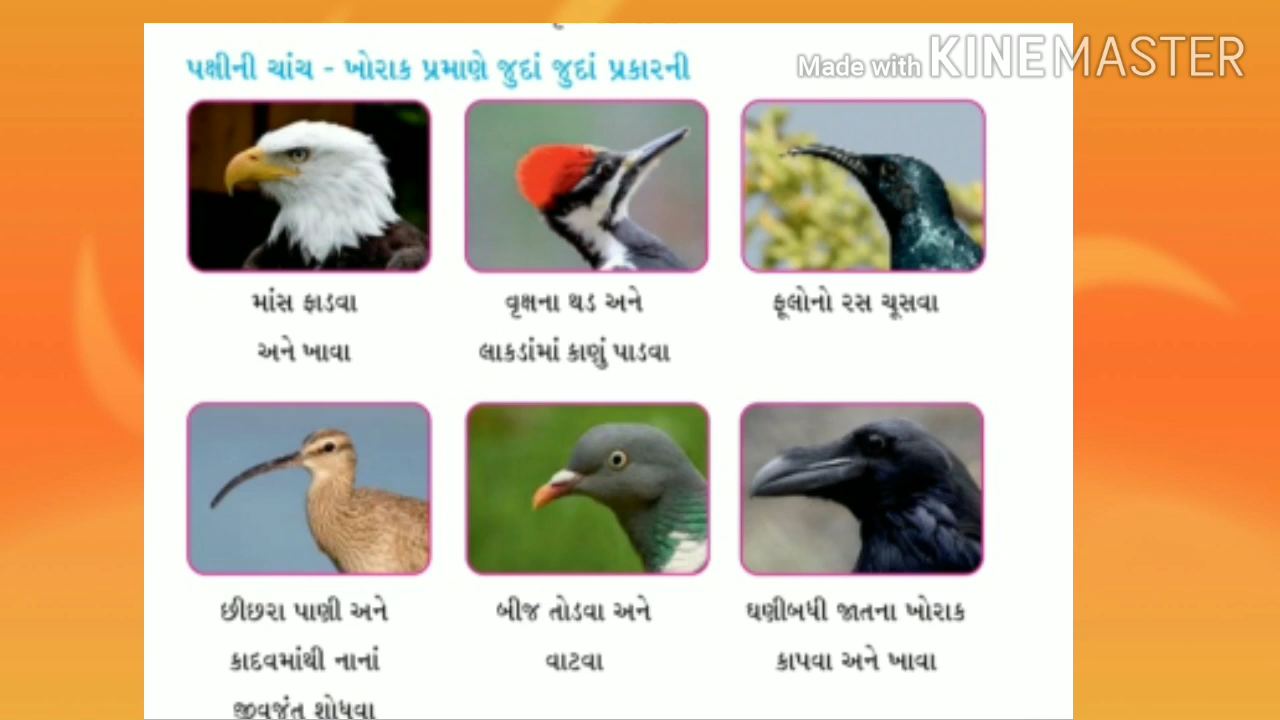 પક્ષીની ચાંચ - ખોરાક પ્રમાણે જુદાં જુદાં પ્રકારની
Made with KINEMASTER
માંસ ફાડવા
અને ખાવા
વૃક્ષના થડ અને
લાકડાંમાં કાણું પાડવા
ફૂલોનો રસ ચૂસવા
છીછરા પાણી અને
કાદવમાંથી નાનાં
જીવજંતુ શોધવા
બીજ તોડવા અને
વાટવા
ઘણીબધી જાતના ખોરાક
કાપવા અને ખાવા